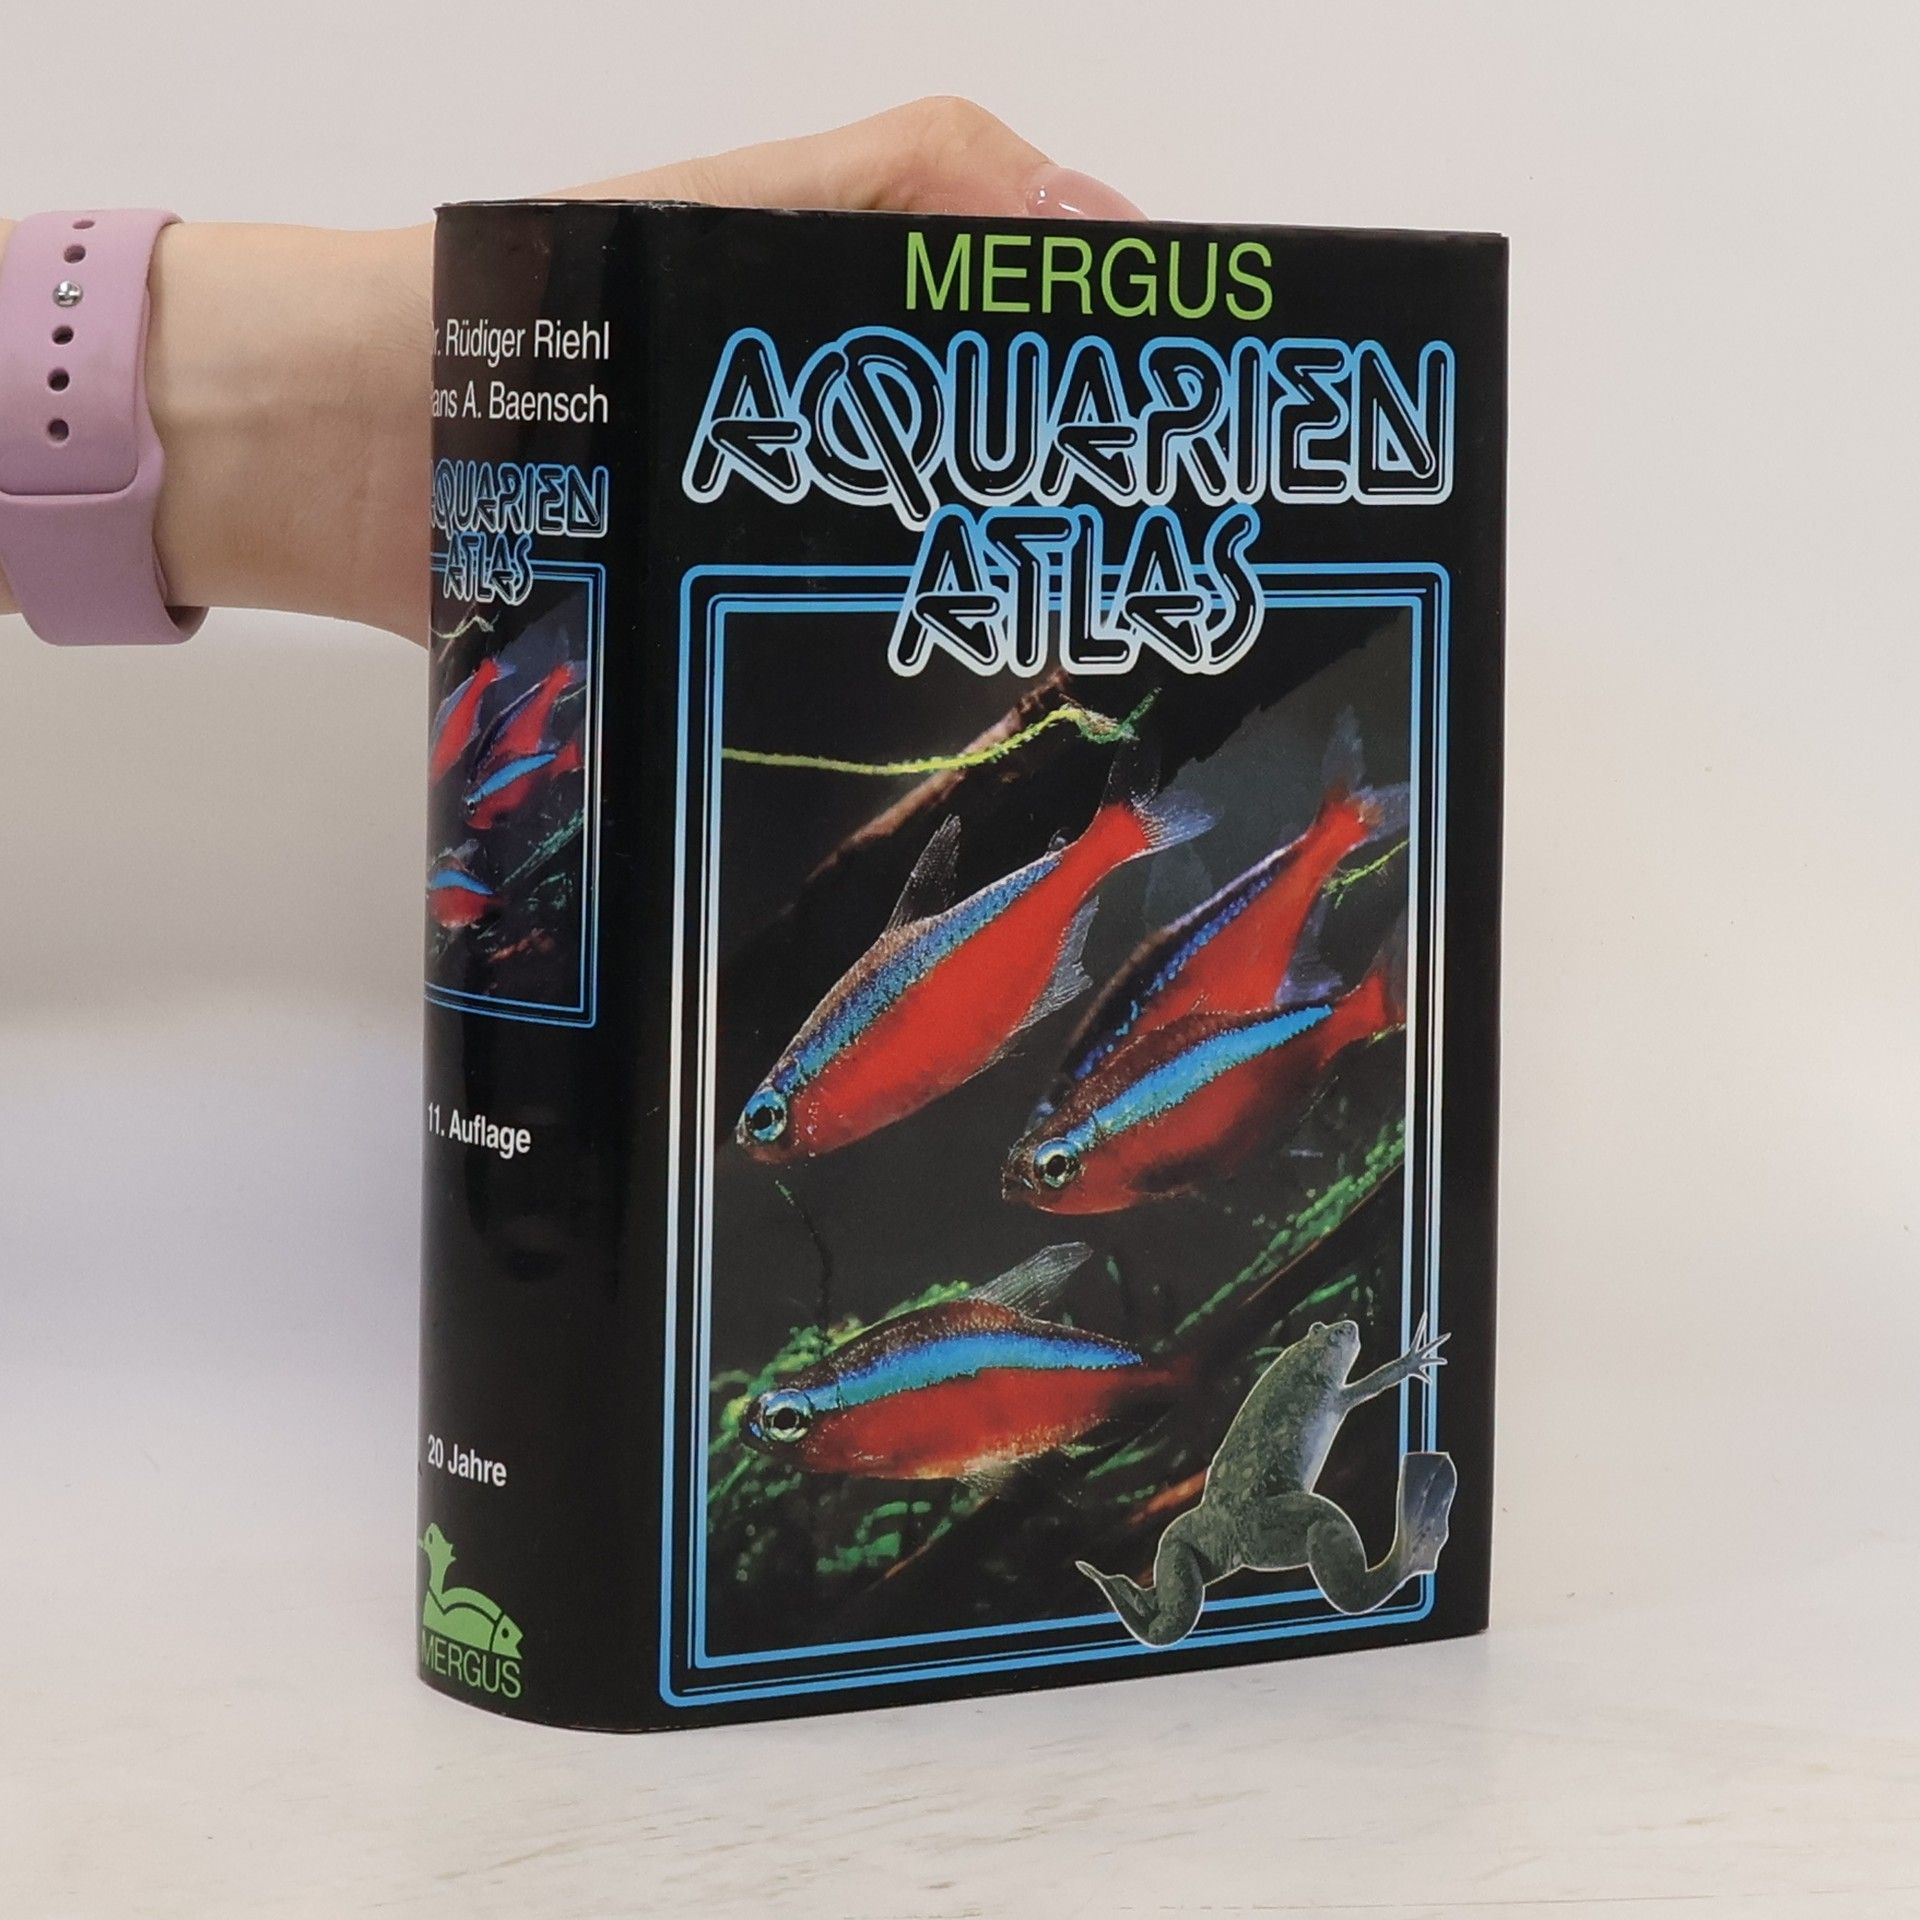 r. Rüdiger Riehl
ans A. Baensch
AQUARIEN
ATLAS
11. Auflage
20 Jahre
MERGUS
MERGUS
AQUARIEN
ATLAS